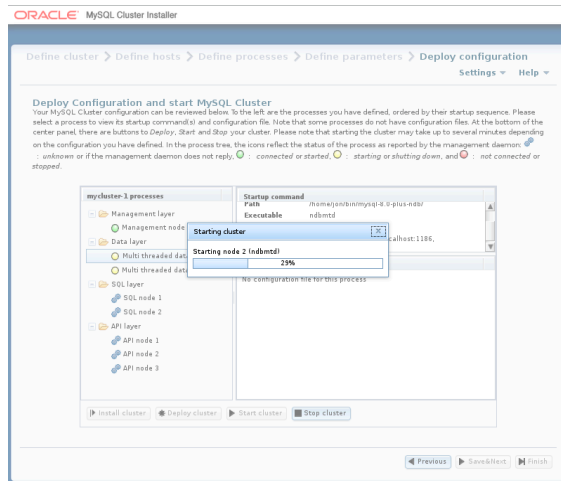 ORACLE® MySQL Cluster Installer
Define cluster ❯ Define hosts ❯ Define processes ❯ Define parameters ❯ Deploy configuration
Settings Help
Deploy Configuration and start MySQL Cluster
Your MySQL Cluster configuration can be reviewed below. To the left are the processes you have defined, ordered by their startup sequence. Please
select a process to view its startup command(s) and configuration file. Note that some processes do not have configuration files. At the bottom of the
center panel, there are buttons to Deploy, Start and Stop your cluster. Please note that starting the cluster may take up to several minutes depending
on the configuration you have defined. In the process tree, the icons reflect the status of the process as reported by the management daemon:
: unknown or if the management daemon does not reply, : connected or started, : starting or shutting down, and : not connected or
stopped.
mycluster-1 processes
Management layer
Management node
Data layer
Multi threaded data
Multi threaded data
SQL layer
SQL node 1
SQL node 2
API layer
API node 1
API node 2
API node 3
Startup command
Path /home/jon/bin/mysql-8.0-plus-ndb/
Executable ndbmtd
calhost:1186,
No configuration file for this process
Starting cluster x
Starting node 2 (ndbmtd)
29%
Install cluster Deploy cluster Start cluster Stop cluster
Previous Save&Next Finish